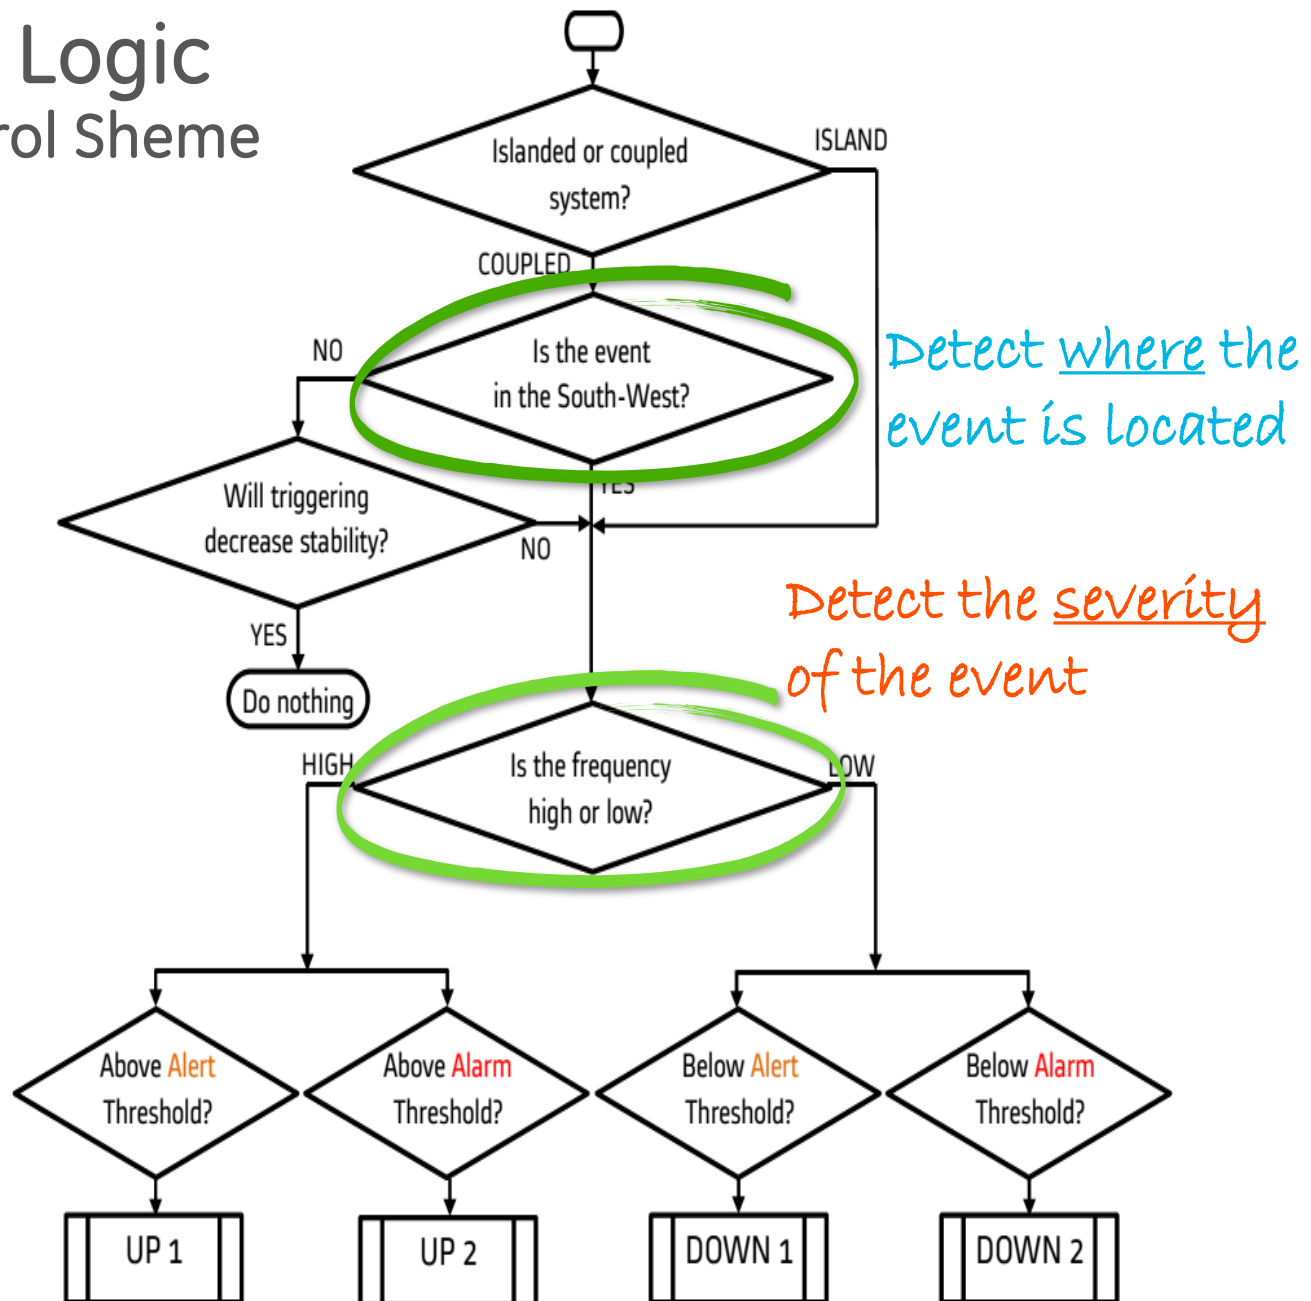 Logic
rol Sheme
Islanded or coupled
system?
ISLAND
COUPLED
Is the event
in the South-West?
NO
YES
Detect where the
event is located
Will triggering
decrease stability?
NO
YES
Do nothing
Detect the severity
of the event
Is the frequency
high or low?
HIGH
LOW
Above Alert
Threshold?
Above Alarm
Threshold?
Below Alert
Threshold?
Below Alarm
Threshold?
UP 1
UP 2
DOWN 1
DOWN 2